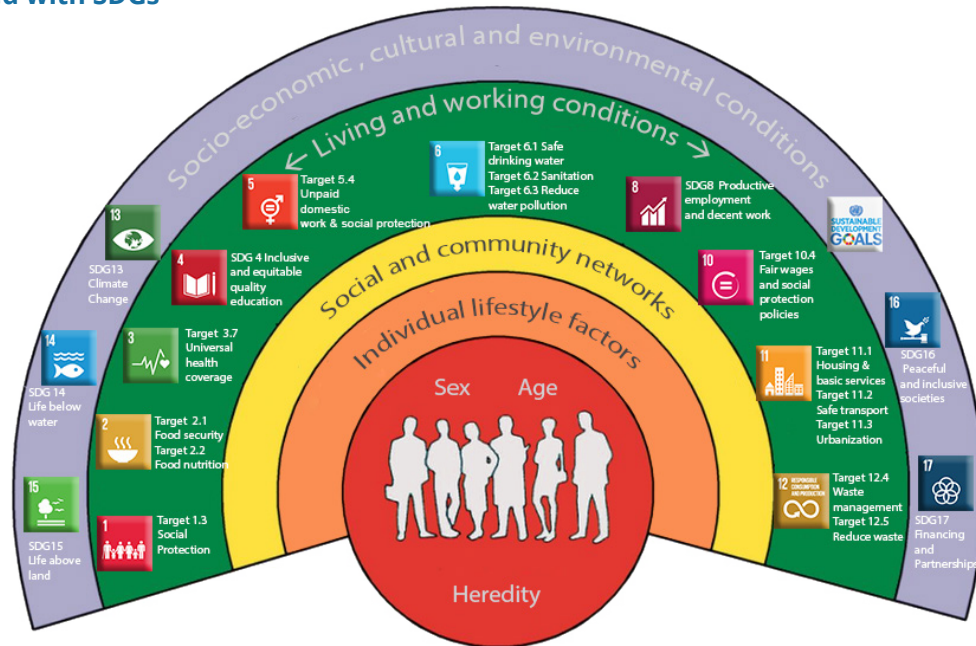 d with SDGs
Socio-economic , cultural and environmental conditions
← Living and working conditions →
6
Target 6.1 Safe
drinking water
Target 6.2 Sanitation
Target 6.3 Reduce
water pollution
5
Target 5.4
Unpaid
domestic
work & social protection
8
SDG8 Productive
employment
and decent work
13
SDG13
Climate
Change
4
SDG 4 Inclusive
and equitable
quality
education
10
Target 10.4
Fair wages
and social
protection
policies
SUSTAINABLE
DEVELOPMENT
GOALS
Social and community networks
Individual lifestyle factors
14
SDG 14
Life below
water
3
Target 3.7
Universal
health
coverage
11
Target 11.1
Housing &
basic services
Target 11.2
Safe transport
Target 11.3
Urbanization
16
SDG16
Peaceful
and inclusive
societies
Sex Age
2
Target 2.1
Food security
Target 2.2
Food nutrition
15
SDG15
Life above
land
1
Target 1.3
Social
Protection
12 RESPONSIBLE
CONSUMPTION
AND PRODUCTION
Target 12.4
Waste
management
Target 12.5
Reduce waste
17
SDG17
Financing
and
Partnerships
Heredity